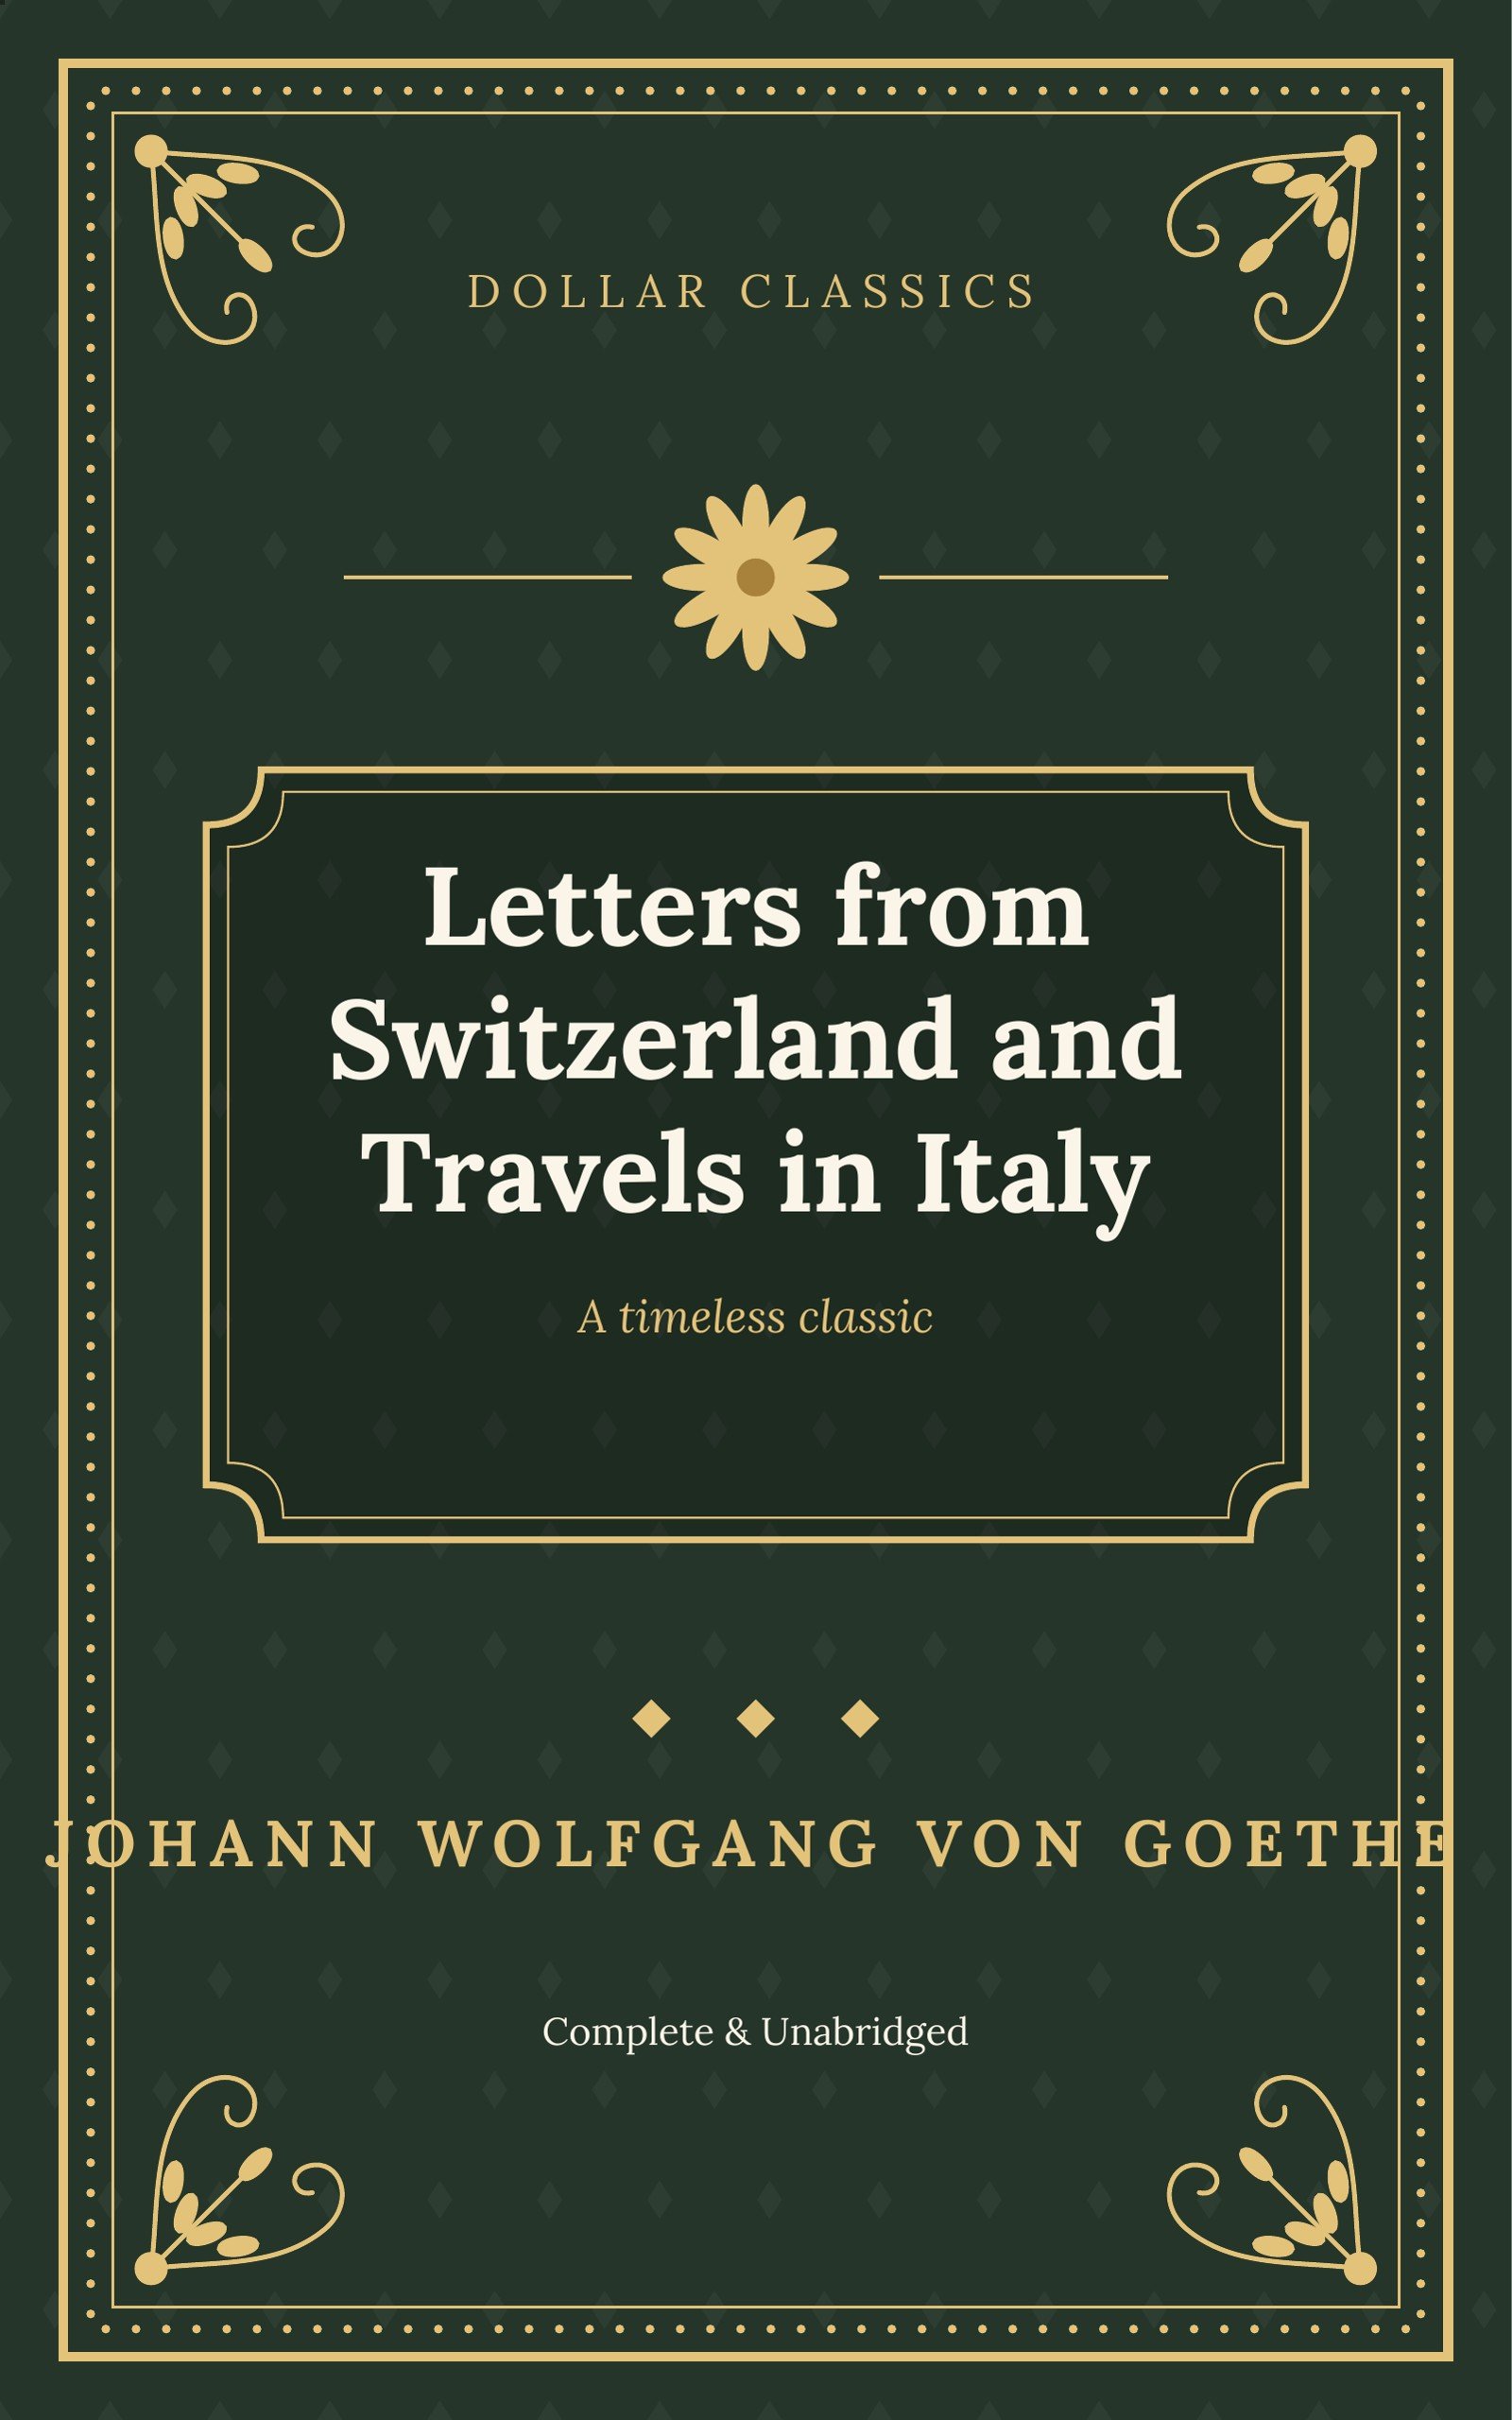 DOLLAR CLASSICS
Letters from
Switzerland and
Travels in Italy
A timeless classic
JOHANN WOLFGANG VON GOETHE
Complete & Unabridged